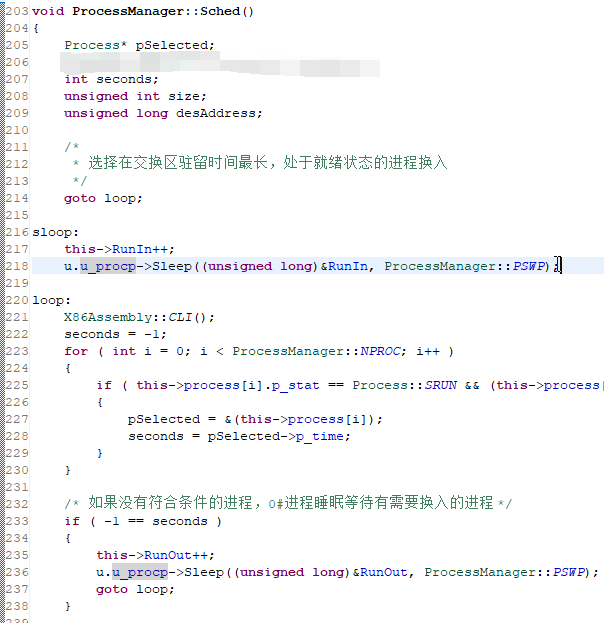 203 void ProcessManager::Sched()
204 {
205     Process* pSelected;
206
207     int seconds;
208     unsigned int size;
209     unsigned long desAddress;
210
211     /*
212      * 选择在交换区驻留时间最长，处于就绪状态的进程换入
213      */
214     goto loop;
215
216 sloop:
217     this->RunIn++;
218     u.u_procp->Sleep((unsigned long)&RunIn, ProcessManager::PSWP);
219
220 loop:
221     X86Assembly::CLI();
222     seconds = -1;
223     for ( int i = 0; i < ProcessManager::NPROC; i++ )
224     {
225         if ( this->process[i].p_stat == Process::SRUN && (this->process[
226         {
227             pSelected = &(this->process[i]);
228             seconds = pSelected->p_time;
229         }
230     }
231
232     /* 如果没有符合条件的进程，0#进程睡眠等待有需要换入的进程 */
233     if ( -1 == seconds )
234     {
235         this->RunOut++;
236         u.u_procp->Sleep((unsigned long)&RunOut, ProcessManager::PSWP);
237         goto loop;
238     }
239